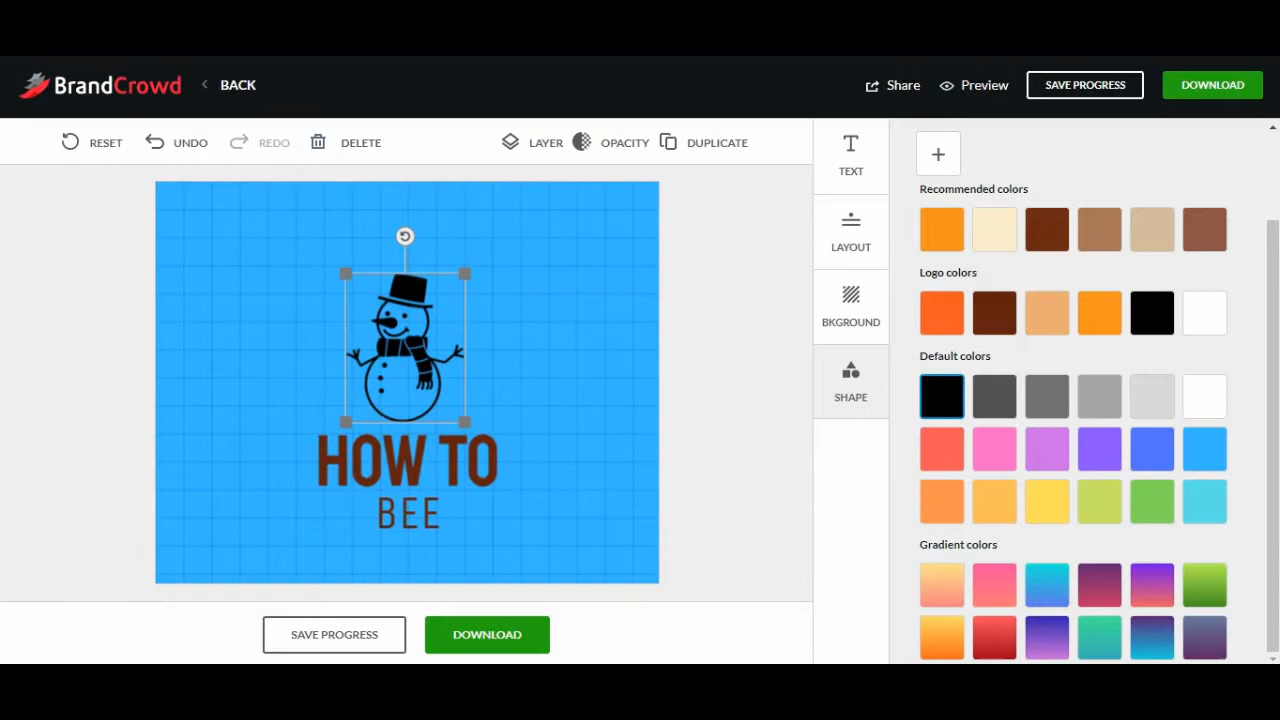 BrandCrowd
BACK
Share
Preview
SAVE PROGRESS
DOWNLOAD
RESET
UNDO
REDO
DELETE
LAYER
OPACITY
DUPLICATE
TEXT
LAYOUT
BKGROUND
SHAPE
Recommended colors
Logo colors
Default colors
Gradient colors
HOW TO
BEE
SAVE PROGRESS
DOWNLOAD